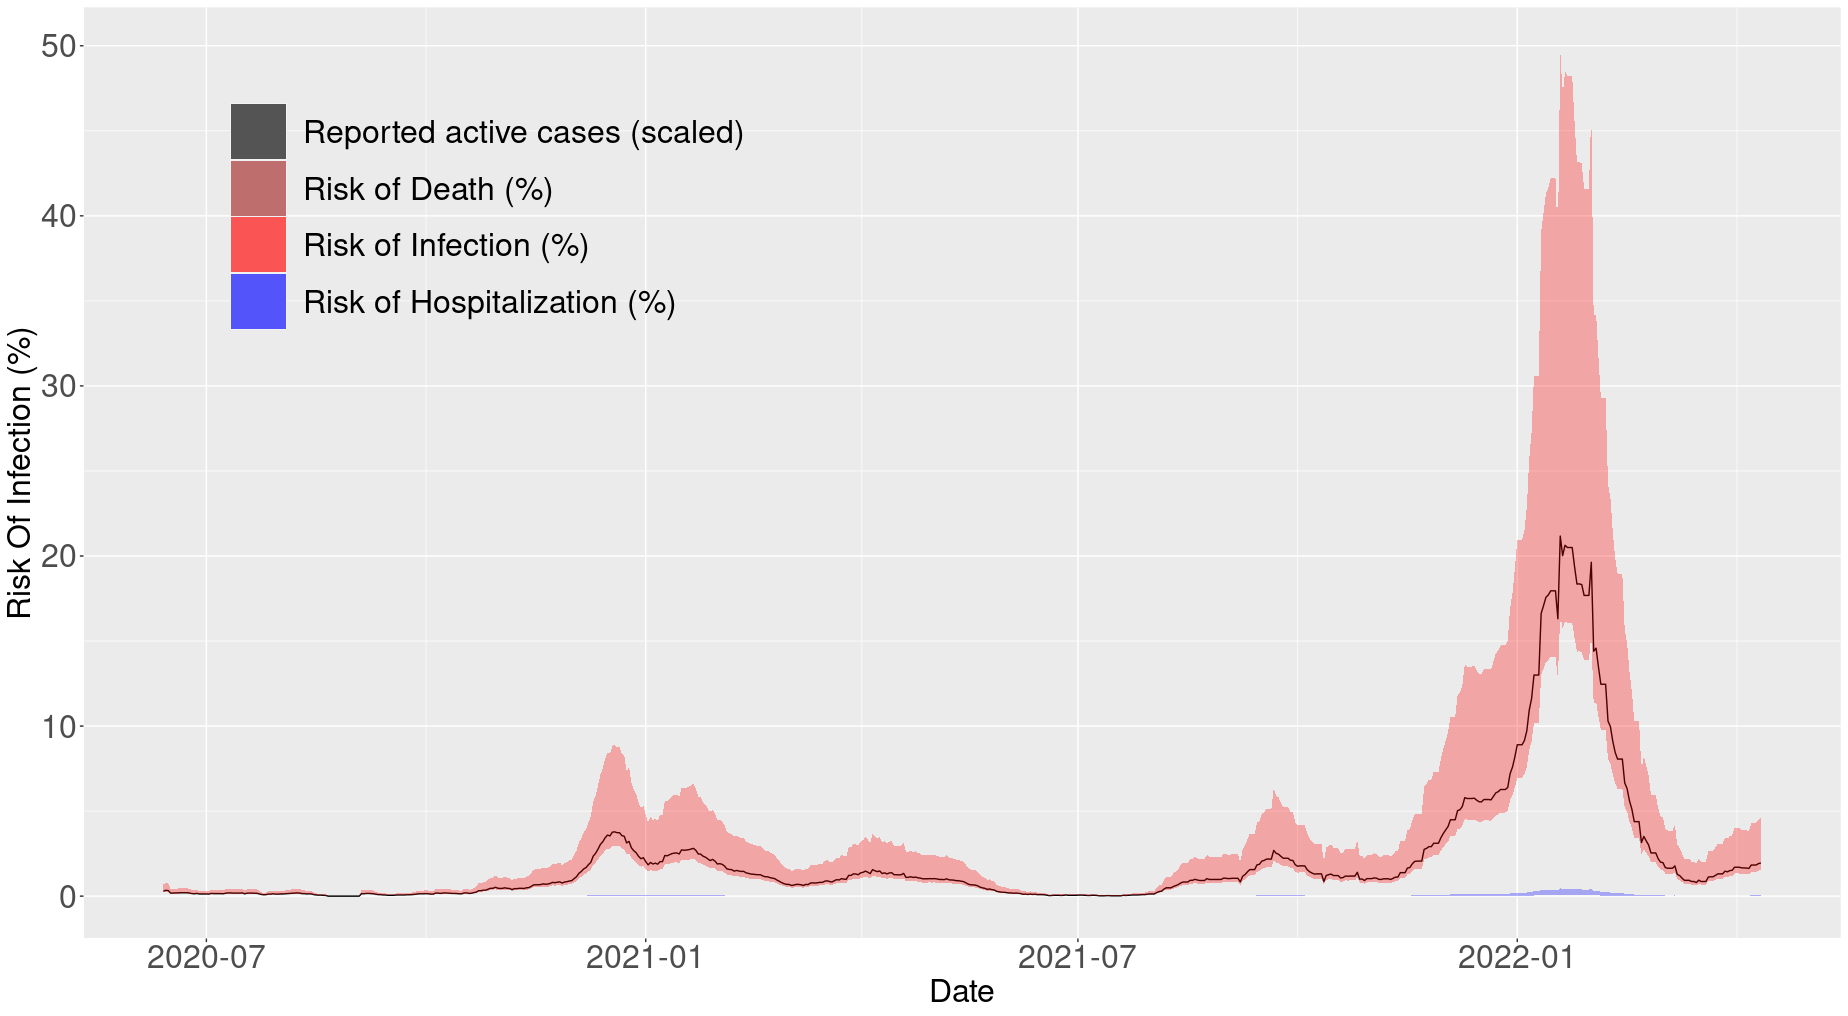 50
40
30
20
10
0
Risk Of Infection (%)
Reported active cases (scaled)
Risk of Death (%)
Risk of Infection (%)
Risk of Hospitalization (%)
2020-07
2021-01
2021-07
2022-01
Date